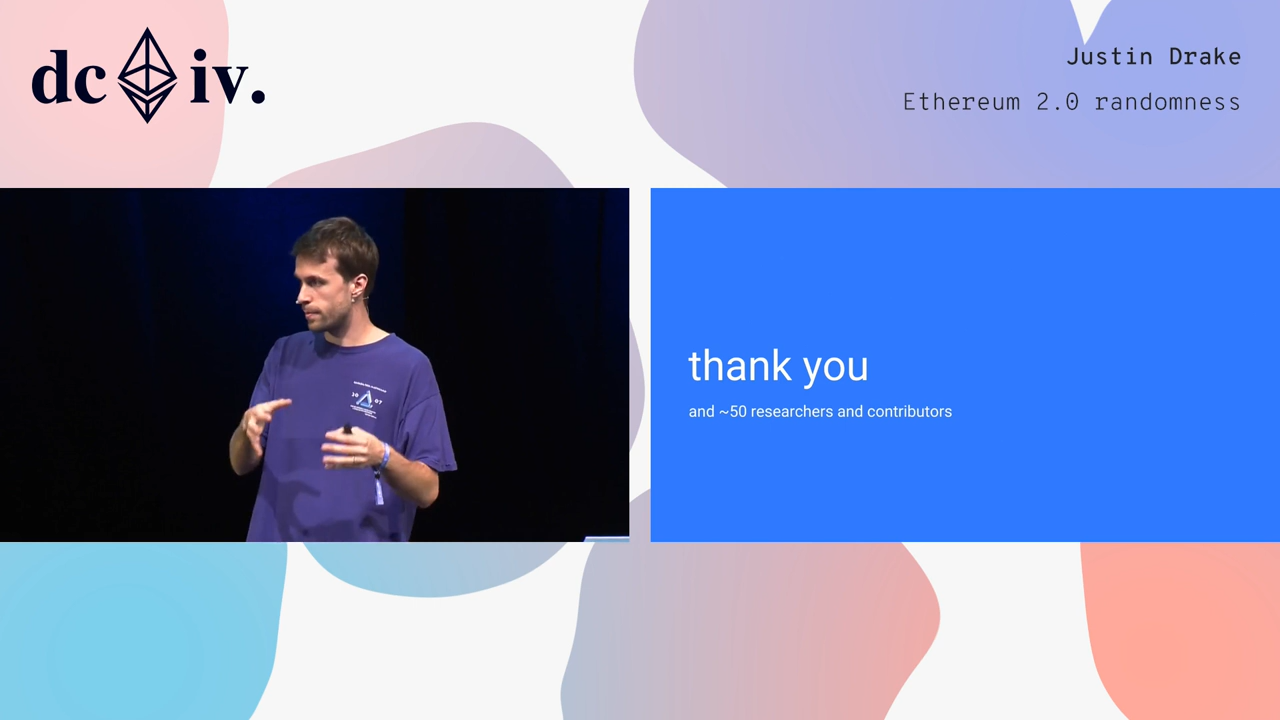 dc iv.
Justin Drake
Ethereum 2.0 randomness
thank you
and ~50 researchers and contributors